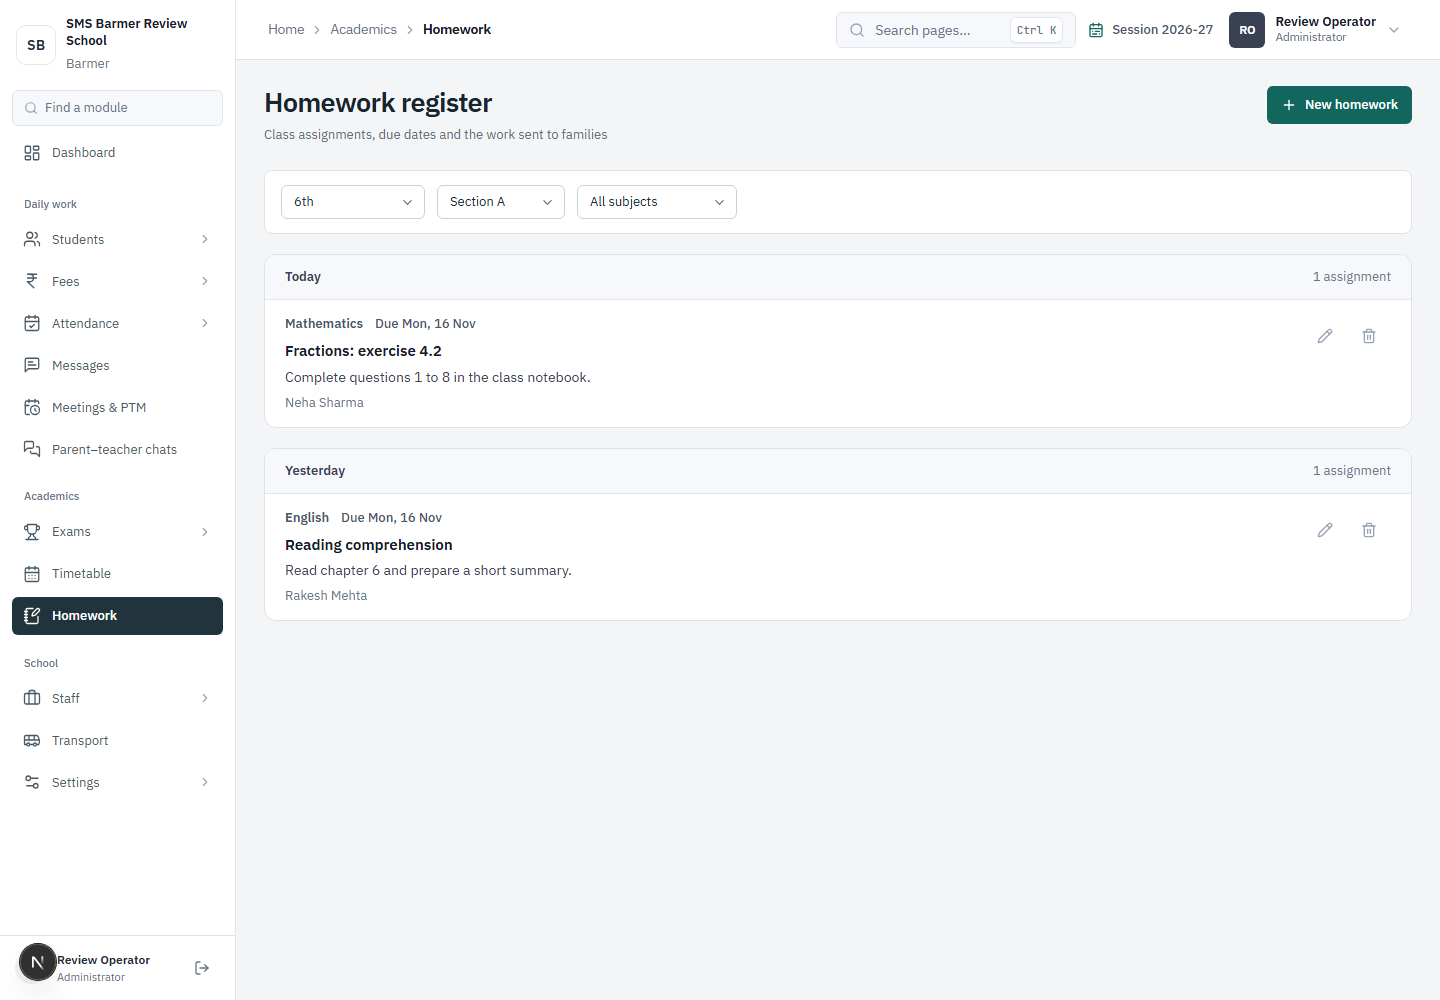 SB
SMS Barmer Review
School
Barmer
Find a module
Dashboard
Daily work
Students
Fees
Attendance
Messages
Meetings & PTM
Parent–teacher chats
Academics
Exams
Timetable
Homework
School
Staff
Transport
Settings
N
Review Operator
Administrator
Home > Academics > Homework
Search pages... Ctrl K
Session 2026-27
RO
Review Operator
Administrator
Homework register
Class assignments, due dates and the work sent to families
+ New homework
6th
Section A
All subjects
Today
1 assignment
Mathematics Due Mon, 16 Nov
Fractions: exercise 4.2
Complete questions 1 to 8 in the class notebook.
Neha Sharma
Yesterday
1 assignment
English Due Mon, 16 Nov
Reading comprehension
Read chapter 6 and prepare a short summary.
Rakesh Mehta